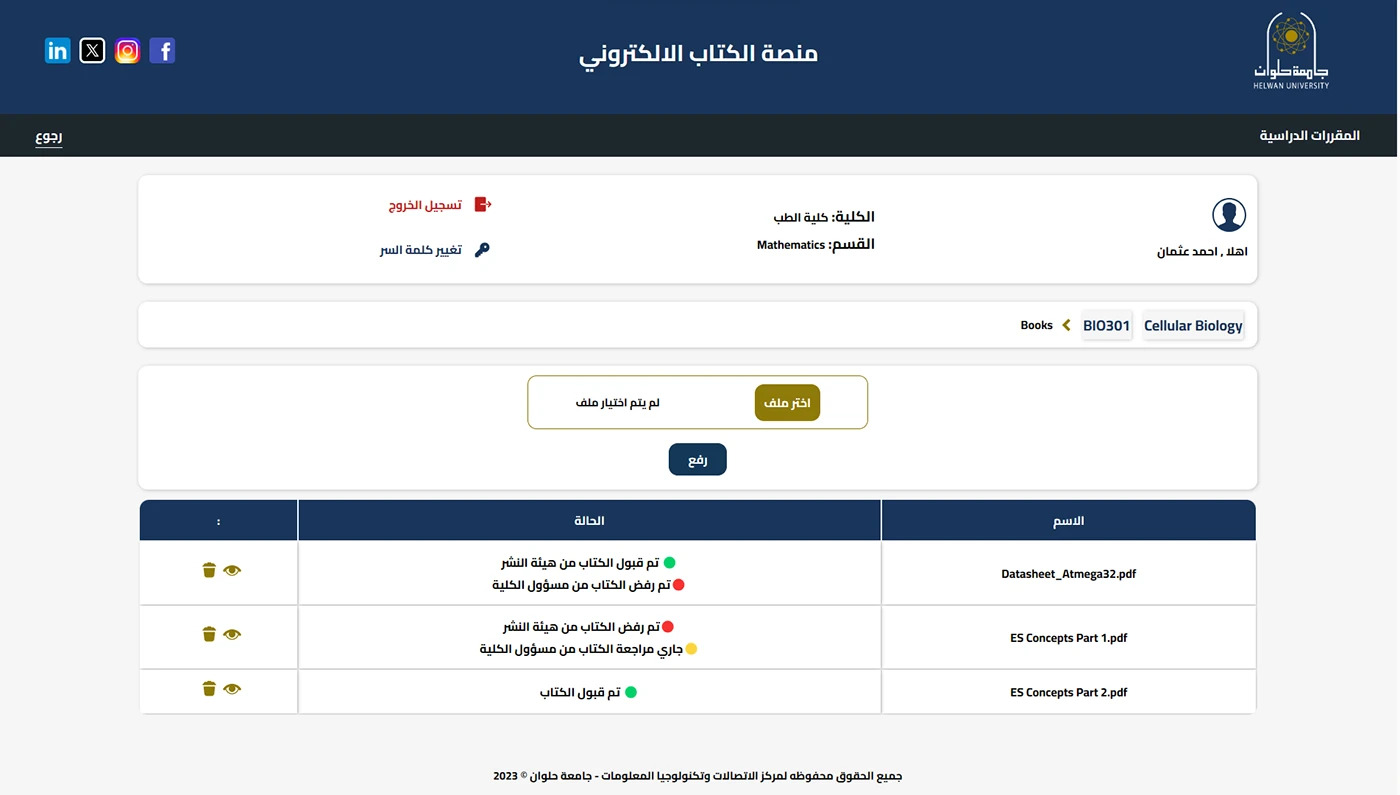 جامعة حلوان
HELWAN UNIVERSITY
منصة الكتاب الالكتروني
المقررات الدراسية
رجوع
اهلا , احمد عثمان
الكلية: كلية الطب
القسم: Mathematics
تسجيل الخروج
تغيير كلمة السر
Cellular Biology BIO301 Books
اختر ملف لم يتم اختيار ملف
رفع
الاسم الحالة :
Datasheet_Atmega32.pdf
تم قبول الكتاب من هيئة النشر
تم رفض الكتاب من مسؤول الكلية
ES Concepts Part 1.pdf
تم رفض الكتاب من هيئة النشر
جاري مراجعة الكتاب من مسؤول الكلية
ES Concepts Part 2.pdf
تم قبول الكتاب
جميع الحقوق محفوظه لمركز الاتصالات وتكنولوجيا المعلومات - جامعة حلوان © 2023